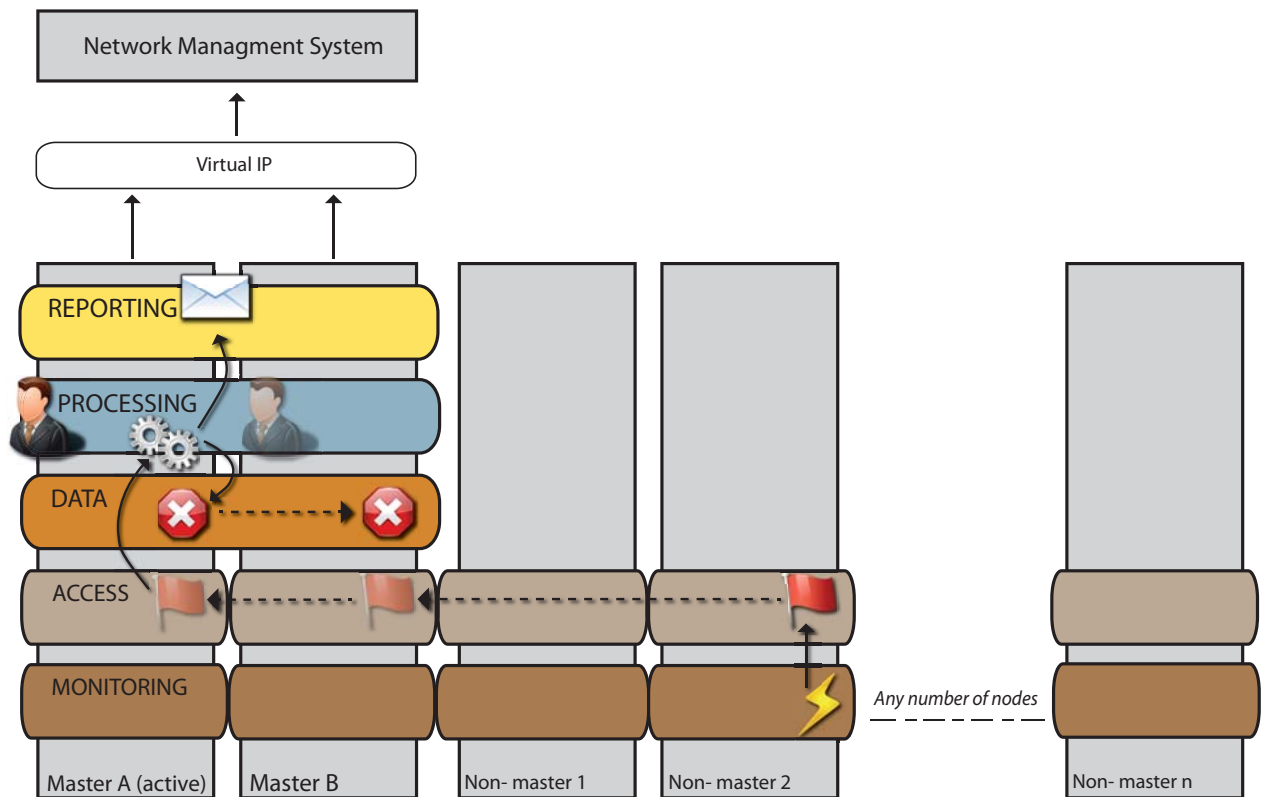 Network Managment System
Virtual IP
REPORTING
PROCESSING
DATA
ACCESS
MONITORING
Any number of nodes
Master A (active)
Master B
Non- master 1
Non- master 2
Non- master n